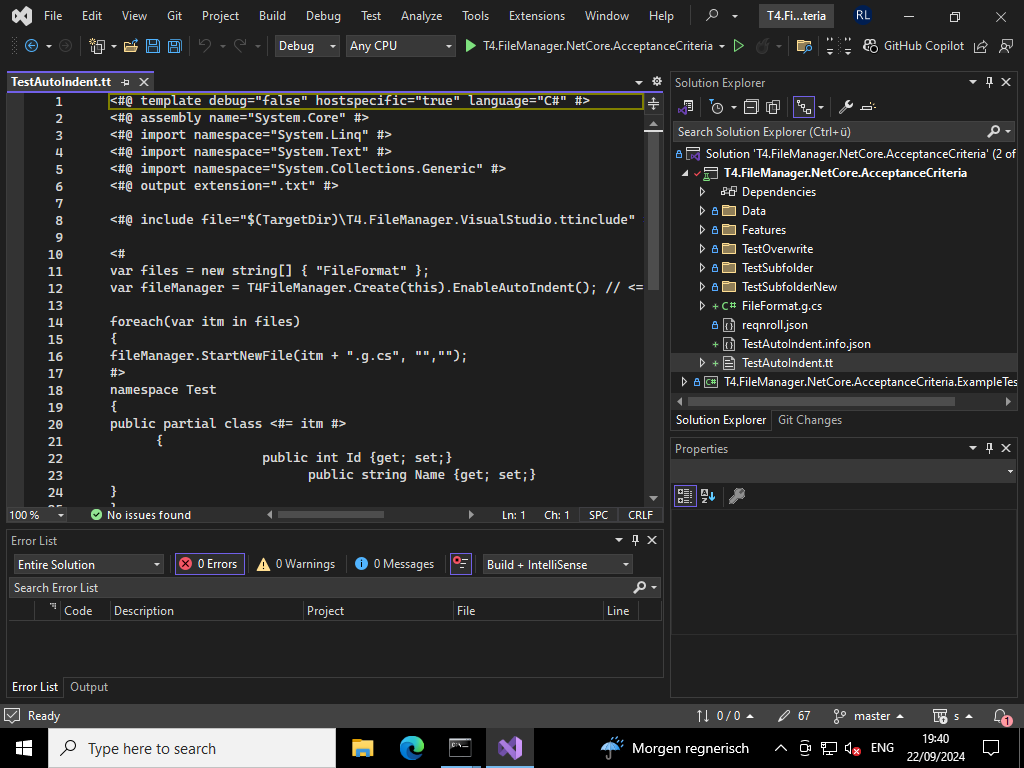 File Edit View Git Project Build Debug Test Analyze Tools Extensions Window Help T4.Fi...teria RL
Debug Any CPU T4.FileManager.NetCore.AcceptanceCriteria GitHub Copilot
TestAutoIndent.tt
1 <#@ template debug="false" hostspecific="true" language="C#" #>
2 <#@ assembly name="System.Core" #>
3 <#@ import namespace="System.Linq" #>
4 <#@ import namespace="System.Text" #>
5 <#@ import namespace="System.Collections.Generic" #>
6 <#@ output extension=".txt" #>
7
8 <#@ include file="$(TargetDir)\T4.FileManager.VisualStudio.ttinclude"
9
10 <#
11 var files = new string[] { "FileFormat" };
12 var fileManager = T4FileManager.Create(this).EnableAutoIndent(); // <=
13
14 foreach(var itm in files)
15 {
16 fileManager.StartNewFile(itm + ".g.cs", "","");
17 #>
18 namespace Test
19 {
20 public partial class <#= itm #>
21 {
22 public int Id {get; set;}
23 public string Name {get; set;}
24 }
100 % No issues found Ln: 1 Ch: 1 SPC CRLF
Error List
Entire Solution 0 Errors 0 Warnings 0 Messages Build + IntelliSense
Search Error List
Code Description Project File Line
Error List Output
Solution Explorer
Search Solution Explorer (Ctrl+ü)
Solution 'T4.FileManager.NetCore.AcceptanceCriteria' (2 of
T4.FileManager.NetCore.AcceptanceCriteria
Dependencies
Data
Features
TestOverwrite
TestSubfolder
TestSubfolderNew
C# FileFormat.g.cs
reqnroll.json
TestAutoIndent.info.json
TestAutoIndent.tt
C# T4.FileManager.NetCore.AcceptanceCriteria.ExampleTes
Solution Explorer Git Changes
Properties
Ready 0 / 0 67 master s 1
Type here to search Morgen regnerisch ENG 19:40
22/09/2024